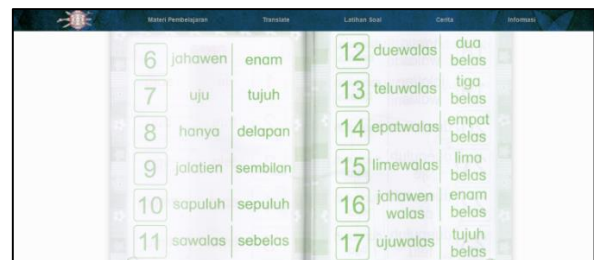 Materi Pembelajaran Translate Latihan Soal Cerita Informasi
6 jahawen enam
7 uju tujuh
8 hanya delapan
9 jalatien sembilan
10 sapuluh sepuluh
11 sawalas sebelas
12 duewalas dua
belas
13 teluwalas tiga
belas
14 epatwalas empat
belas
15 limewalas lima
belas
16 jahawen enam
walas belas
17 ujuwalas tujuh
belas